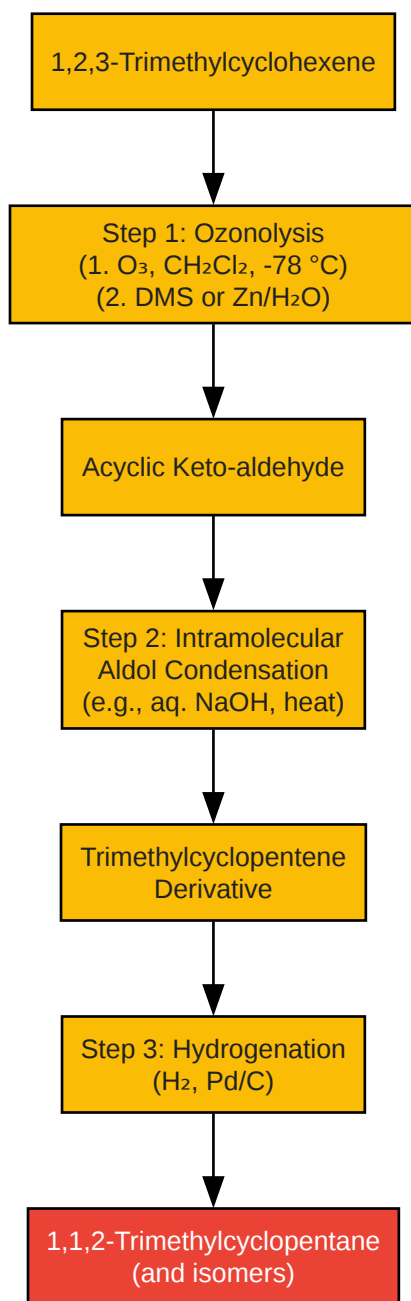 1,2,3-Trimethylcyclohexene
Step 1: Ozonolysis
(1. O₃, CH₂Cl₂, -78 °C)
(2. DMS or Zn/H₂O)
Acyclic Keto-aldehyde
Step 2: Intramolecular
Aldol Condensation
(e.g., aq. NaOH, heat)
Trimethylcyclopentene
Derivative
Step 3: Hydrogenation
(H₂, Pd/C)
1,1,2-Trimethylcyclopentane
(and isomers)